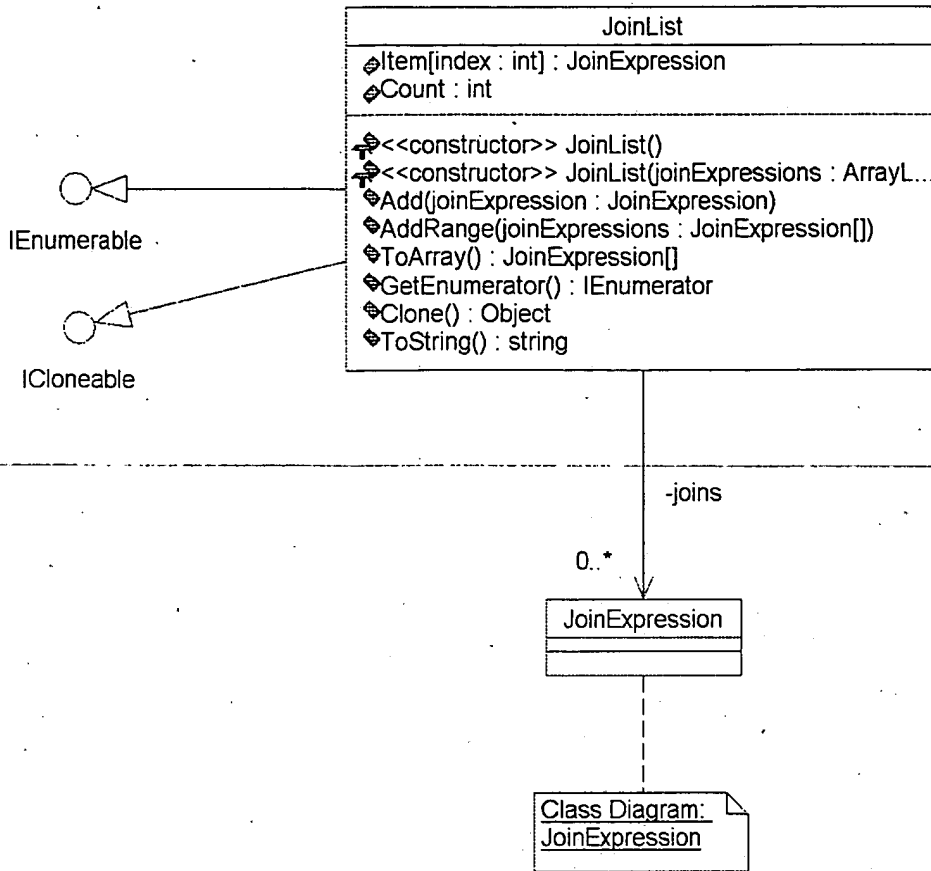 JoinList
Item[index : int] : JoinExpression
Count : int
<<constructor>> JoinList()
<<constructor>> JoinList(joinExpressions : ArrayL...
Add(joinExpression : JoinExpression)
AddRange(joinExpressions : JoinExpression[])
ToArray() : JoinExpression[]
GetEnumerator() : IEnumerator
Clone() : Object
ToString() : string
IEnumerable
ICloneable
-joins
0..*
JoinExpression
Class Diagram:
JoinExpression